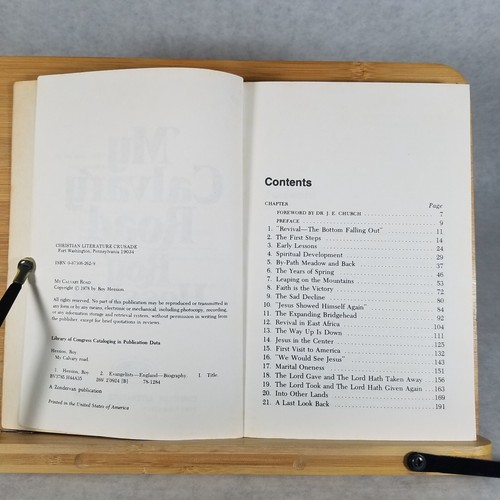 CHRISTIAN LITERATURE CRUSADE
Fort Washington, Pennsylvania 19034
MY CALVARY ROAD
Copyright © 1978 by Roy Hession
All rights reserved. No part of this publication may be reproduced or transmitted in
any form or by any means, electronic or mechanical, including photocopy, recording,
or any information storage and retrieval system, without permission in writing from
the publisher, except for brief quotations in reviews.
Library of Congress Cataloging in Publication Data
Hession, Roy.
My Calvary road.
1. Hession, Roy. 2. Evangelists—England—Biography. I. Title.
78-1284
A Zondervan publication
Printed in the United States of America
Contents
CHAPTER Page
FOREWORD BY DR. J. E. CHURCH 7
PREFACE 9
1. "Revival—The Bottom Falling Out" 11
2. The First Steps 14
3. Early Lessons 24
4. Spiritual Development 29
5. By-Path Meadow and Back 37
6. The Years of Spring 46
7. Leaping on the Mountains 53
8. Faith is the Victory 72
9. The Sad Decline 80
10. "Jesus Showed Himself Again" 84
11. The Expanding Bridgehead 92
12. Revival in East Africa 104
13. The Way Up Is Down 111
14. Jesus in the Center 125
15. First Visit to America 132
16. "We Would See Jesus" 143
17. Marital Oneness 151
18. The Lord Gave and The Lord Hath Taken Away 156
19. The Lord Took and The Lord Hath Given Again 163
20. Into Other Lands 169
21. A Last Look Back 191